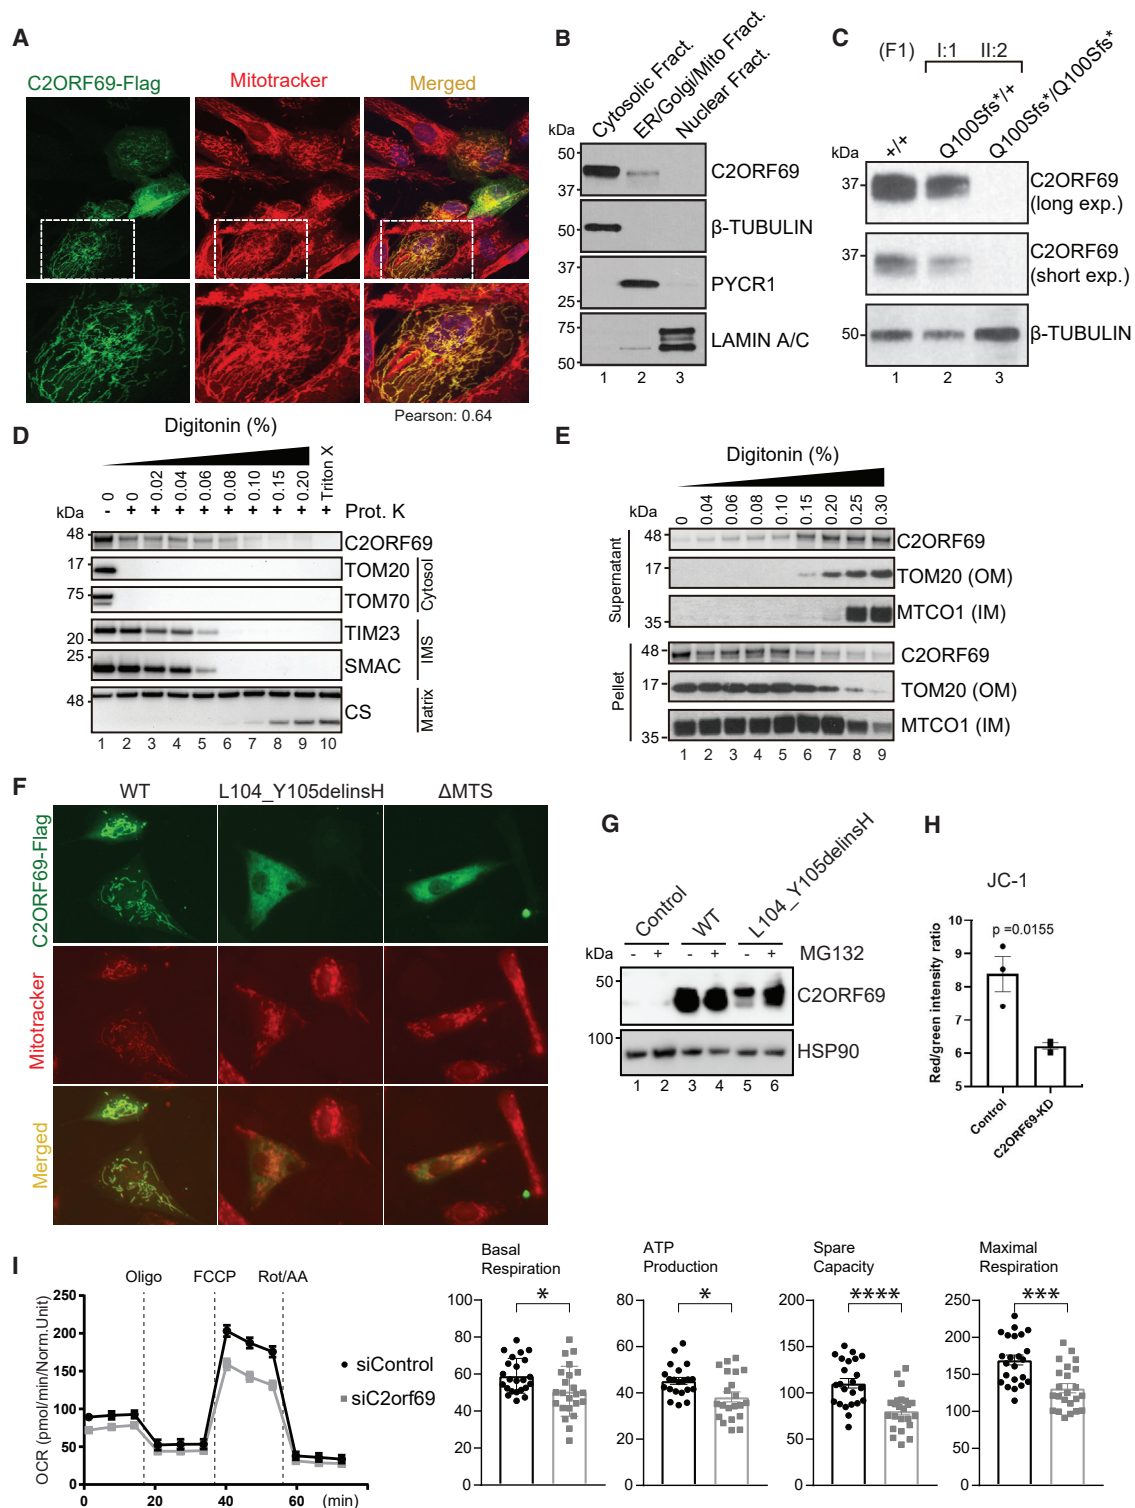 A
C2ORF69-Flag
Mitotracker
Merged
Pearson: 0.64
B
Cytosolic Fract.
ER/Golgi/Mito Fract.
Nuclear Fract.
kDa
50
37
C2ORF69
50
β-TUBULIN
37
25
PYCR1
75
50
LAMIN A/C
1 2 3
C
(F1) I:1 II:2
+/+
Q100Sfs*/+
Q100Sfs*/Q100Sfs*
kDa
37
C2ORF69
(long exp.)
37
C2ORF69
(short exp.)
50
β-TUBULIN
1 2 3
D
Digitonin (%)
0 0 0.02 0.04 0.06 0.08 0.10 0.15 0.20 Triton X
kDa
- + + + + + + + + + Prot. K
48
C2ORF69
17
TOM20
75
TOM70
Cytosol
20
TIM23
25
SMAC
IMS
48
CS
Matrix
1 2 3 4 5 6 7 8 9 10
E
Digitonin (%)
0 0.04 0.06 0.08 0.10 0.15 0.20 0.25 0.30
Supernatant
48
C2ORF69
17
TOM20 (OM)
35
MTCO1 (IM)
Pellet
48
C2ORF69
17
TOM20 (OM)
35
MTCO1 (IM)
1 2 3 4 5 6 7 8 9
F
WT
L104_Y105delinsH
ΔMTS
C2ORF69-Flag
Mitotracker
Merged
G
Control
WT
L104_Y105delinsH
kDa
- + - + - + MG132
50
C2ORF69
100
HSP90
1 2 3 4 5 6
H
JC-1
p =0.0155
Red/green intensity ratio
10
9
8
7
6
5
Control
C2ORF69-KD
I
Oligo
FCCP
Rot/AA
OCR (pmol/min/Norm.Unit)
250
200
150
100
50
0
0 20 40 60 (min)
siControl
siC2orf69
Basal
Respiration
*
100
80
60
40
20
0
ATP
Production
*
80
60
40
20
0
Spare
Capacity
****
200
150
100
50
0
Maximal
Respiration
***
250
200
150
100
50
0